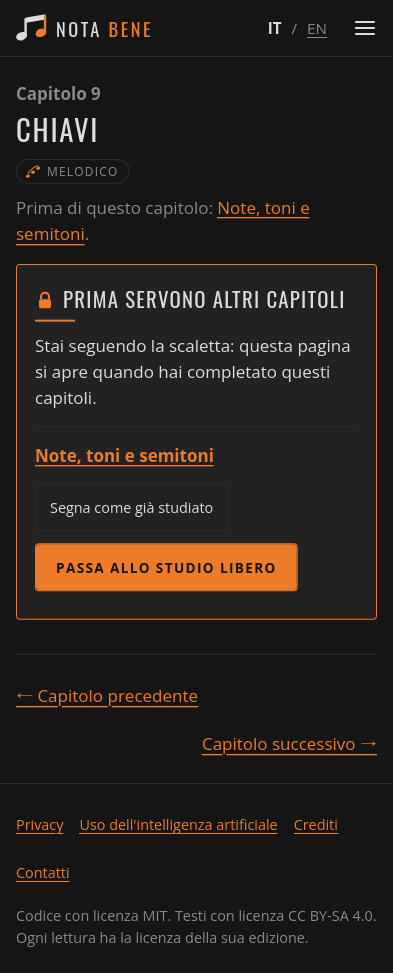 NOTA BENE
IT / EN
Capitolo 9
CHIAVI
MELODICO
Prima di questo capitolo: Note, toni e
semitoni.
PRIMA SERVONO ALTRI CAPITOLI
Stai seguendo la scaletta: questa pagina
si apre quando hai completato questi
capitoli.
Note, toni e semitoni
Segna come già studiato
PASSA ALLO STUDIO LIBERO
← Capitolo precedente
Capitolo successivo →
Privacy Uso dell'intelligenza artificiale Crediti
Contatti
Codice con licenza MIT. Testi con licenza CC BY-SA 4.0.
Ogni lettura ha la licenza della sua edizione.